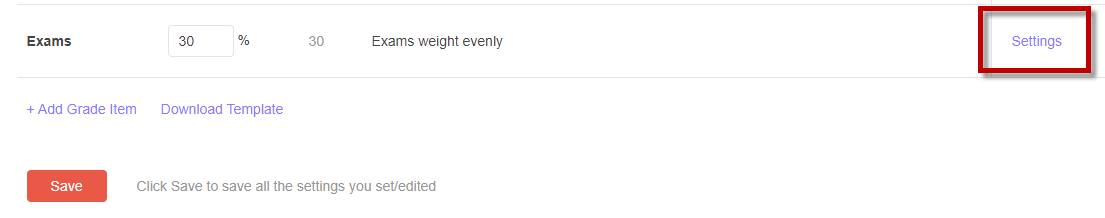 Exams 30 % 30 Exams weight evenly Settings
+ Add Grade Item Download Template
Save Click Save to save all the settings you set/edited